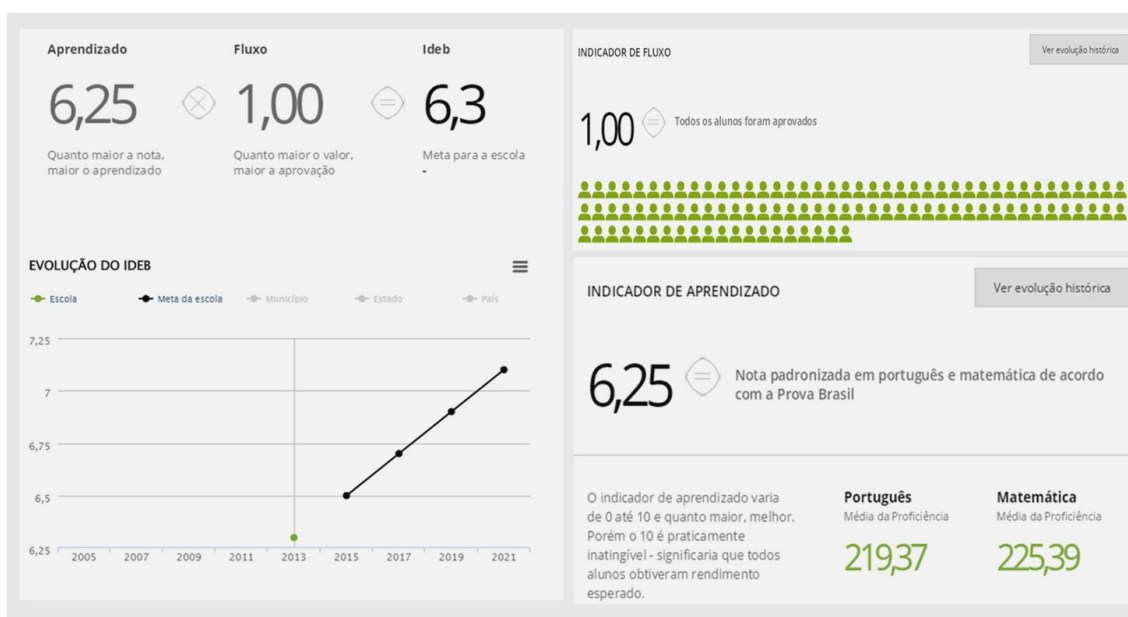 Aprendizado
Fluxo
Ideb
6,25
1,00
6,3
Quanto maior a nota,
maior o aprendizado
Quanto maior o valor,
maior a aprovação
Meta para a escola
-
EVOLUÇÃO DO IDEB
Escola
Meta da escola
Município
Estado
País
7,25
7
6,75
6,5
6,25
2005
2007
2009
2011
2013
2015
2017
2019
2021
INDICADOR DE FLUXO
Ver evolução histórica
1,00
Todos os alunos foram aprovados
INDICADOR DE APRENDIZADO
Ver evolução histórica
6,25
Nota padronizada em português e matemática de acordo
com a Prova Brasil
O indicador de aprendizado varia
de 0 até 10 e quanto maior, melhor.
Porém o 10 é praticamente
inatingível - significaria que todos
alunos obtiveram rendimento
esperado.
Português
Média da Proficiência
219,37
Matemática
Média da Proficiência
225,39